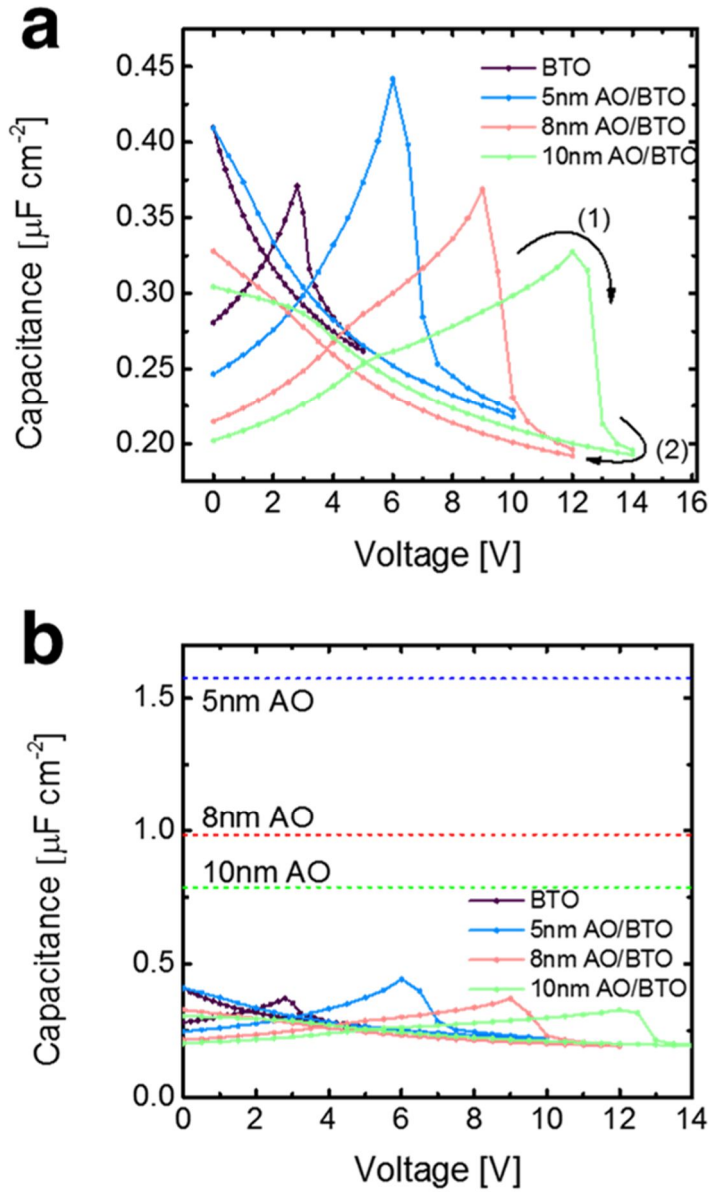 a
0.45
0.40
0.35
0.30
0.25
0.20
Capacitance [μF cm⁻²]
BTO
5nm AO/BTO
8nm AO/BTO
10nm AO/BTO
(1)
(2)
0 2 4 6 8 10 12 14 16
Voltage [V]
b
1.5
1.0
0.5
0.0
Capacitance [μF cm⁻²]
5nm AO
8nm AO
10nm AO
BTO
5nm AO/BTO
8nm AO/BTO
10nm AO/BTO
0 2 4 6 8 10 12 14
Voltage [V]